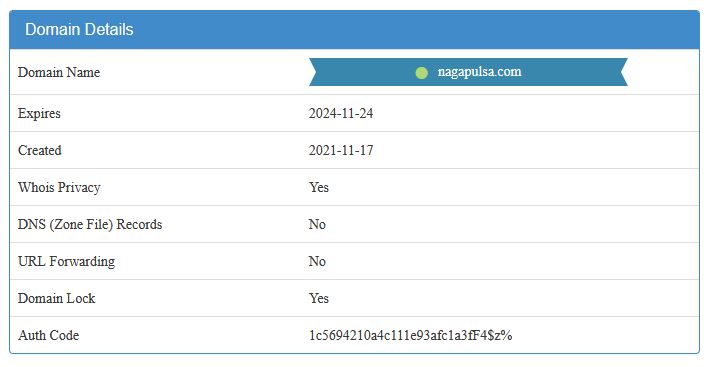 Domain Details
Domain Name nagapulsa.com
Expires 2024-11-24
Created 2021-11-17
Whois Privacy Yes
DNS (Zone File) Records No
URL Forwarding No
Domain Lock Yes
Auth Code 1c5694210a4c111e93afc1a3fF4$z%